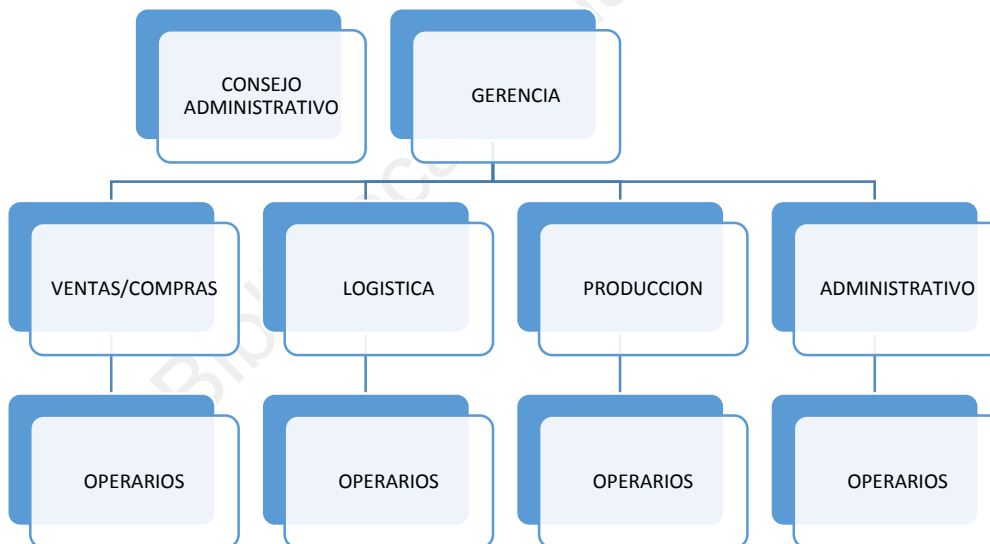 CONSEJO
ADMINISTRATIVO
GERENCIA
VENTAS/COMPRAS
LOGISTICA
PRODUCCION
ADMINISTRATIVO
OPERARIOS
OPERARIOS
OPERARIOS
OPERARIOS